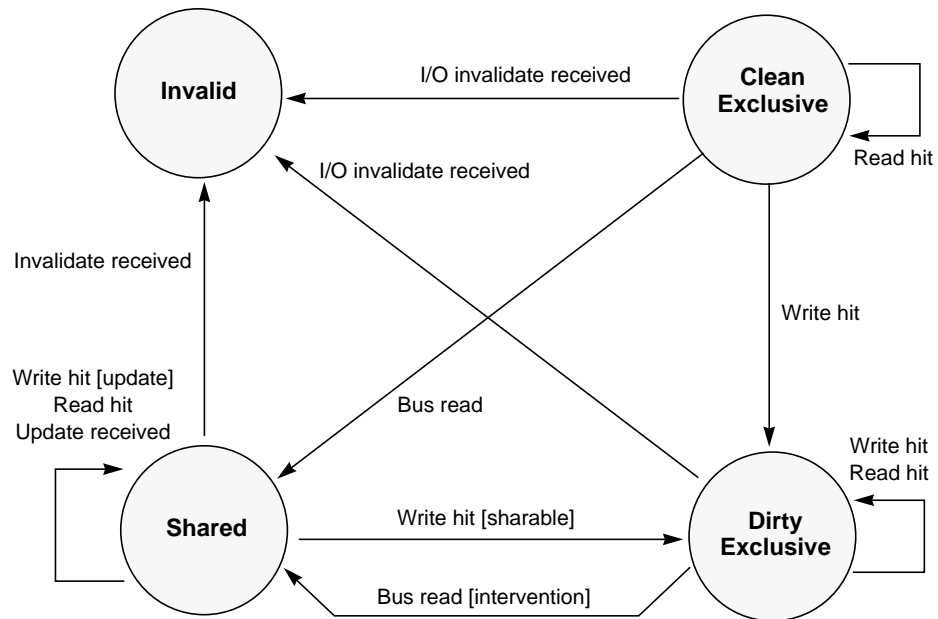 Invalid
I/O invalidate received
Clean
Exclusive
Read hit
I/O invalidate received
Invalidate received
Write hit
Write hit [update]
Read hit
Update received
Bus read
Write hit
Read hit
Shared
Write hit [sharable]
Dirty
Exclusive
Bus read [intervention]